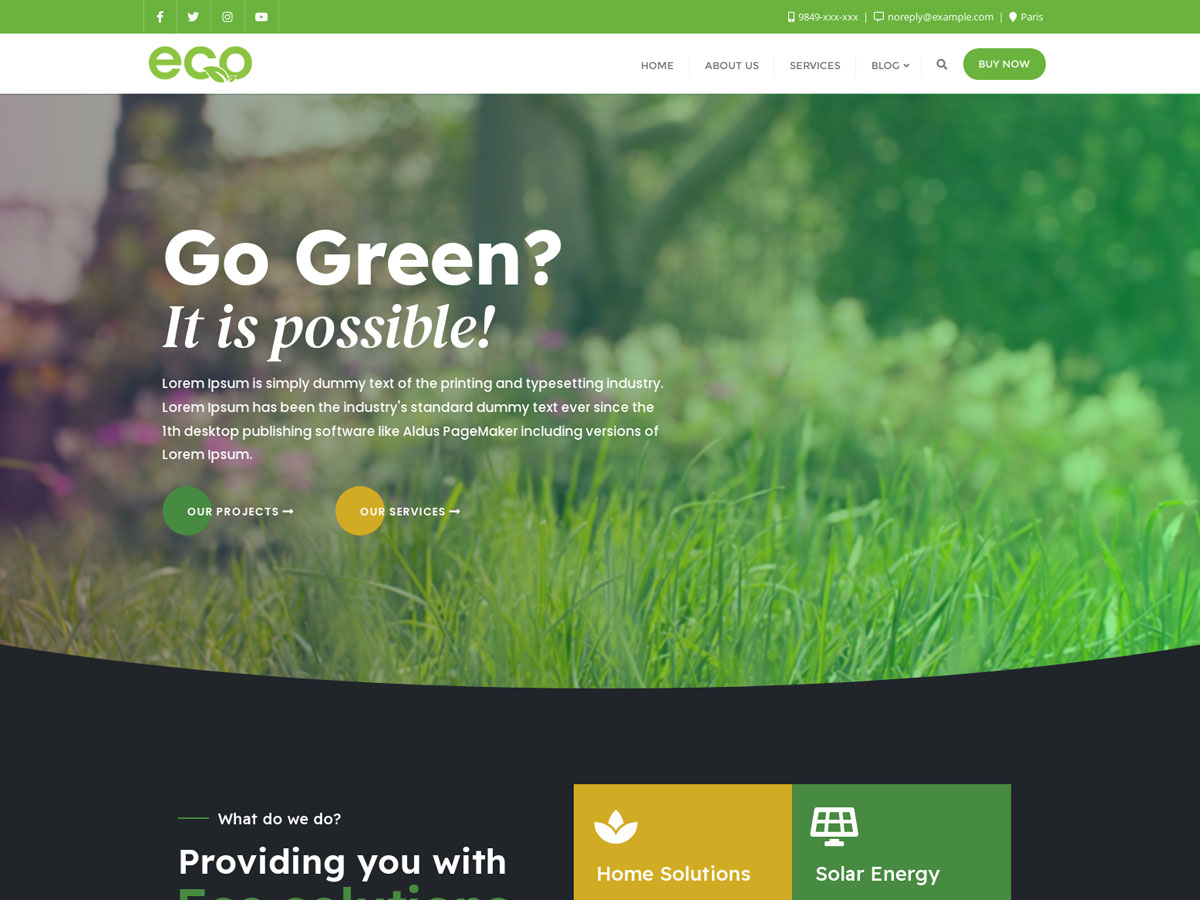 9849-xxx-xxx | noreply@example.com | Paris
eco
HOME ABOUT US SERVICES BLOG BUY NOW
Go Green?
It is possible!
Lorem Ipsum is simply dummy text of the printing and typesetting industry.
Lorem Ipsum has been the industry's standard dummy text ever since the
1th desktop publishing software like Aldus PageMaker including versions of
Lorem Ipsum.
OUR PROJECTS OUR SERVICES
What do we do?
Providing you with
Eco solutions
Home Solutions
Solar Energy